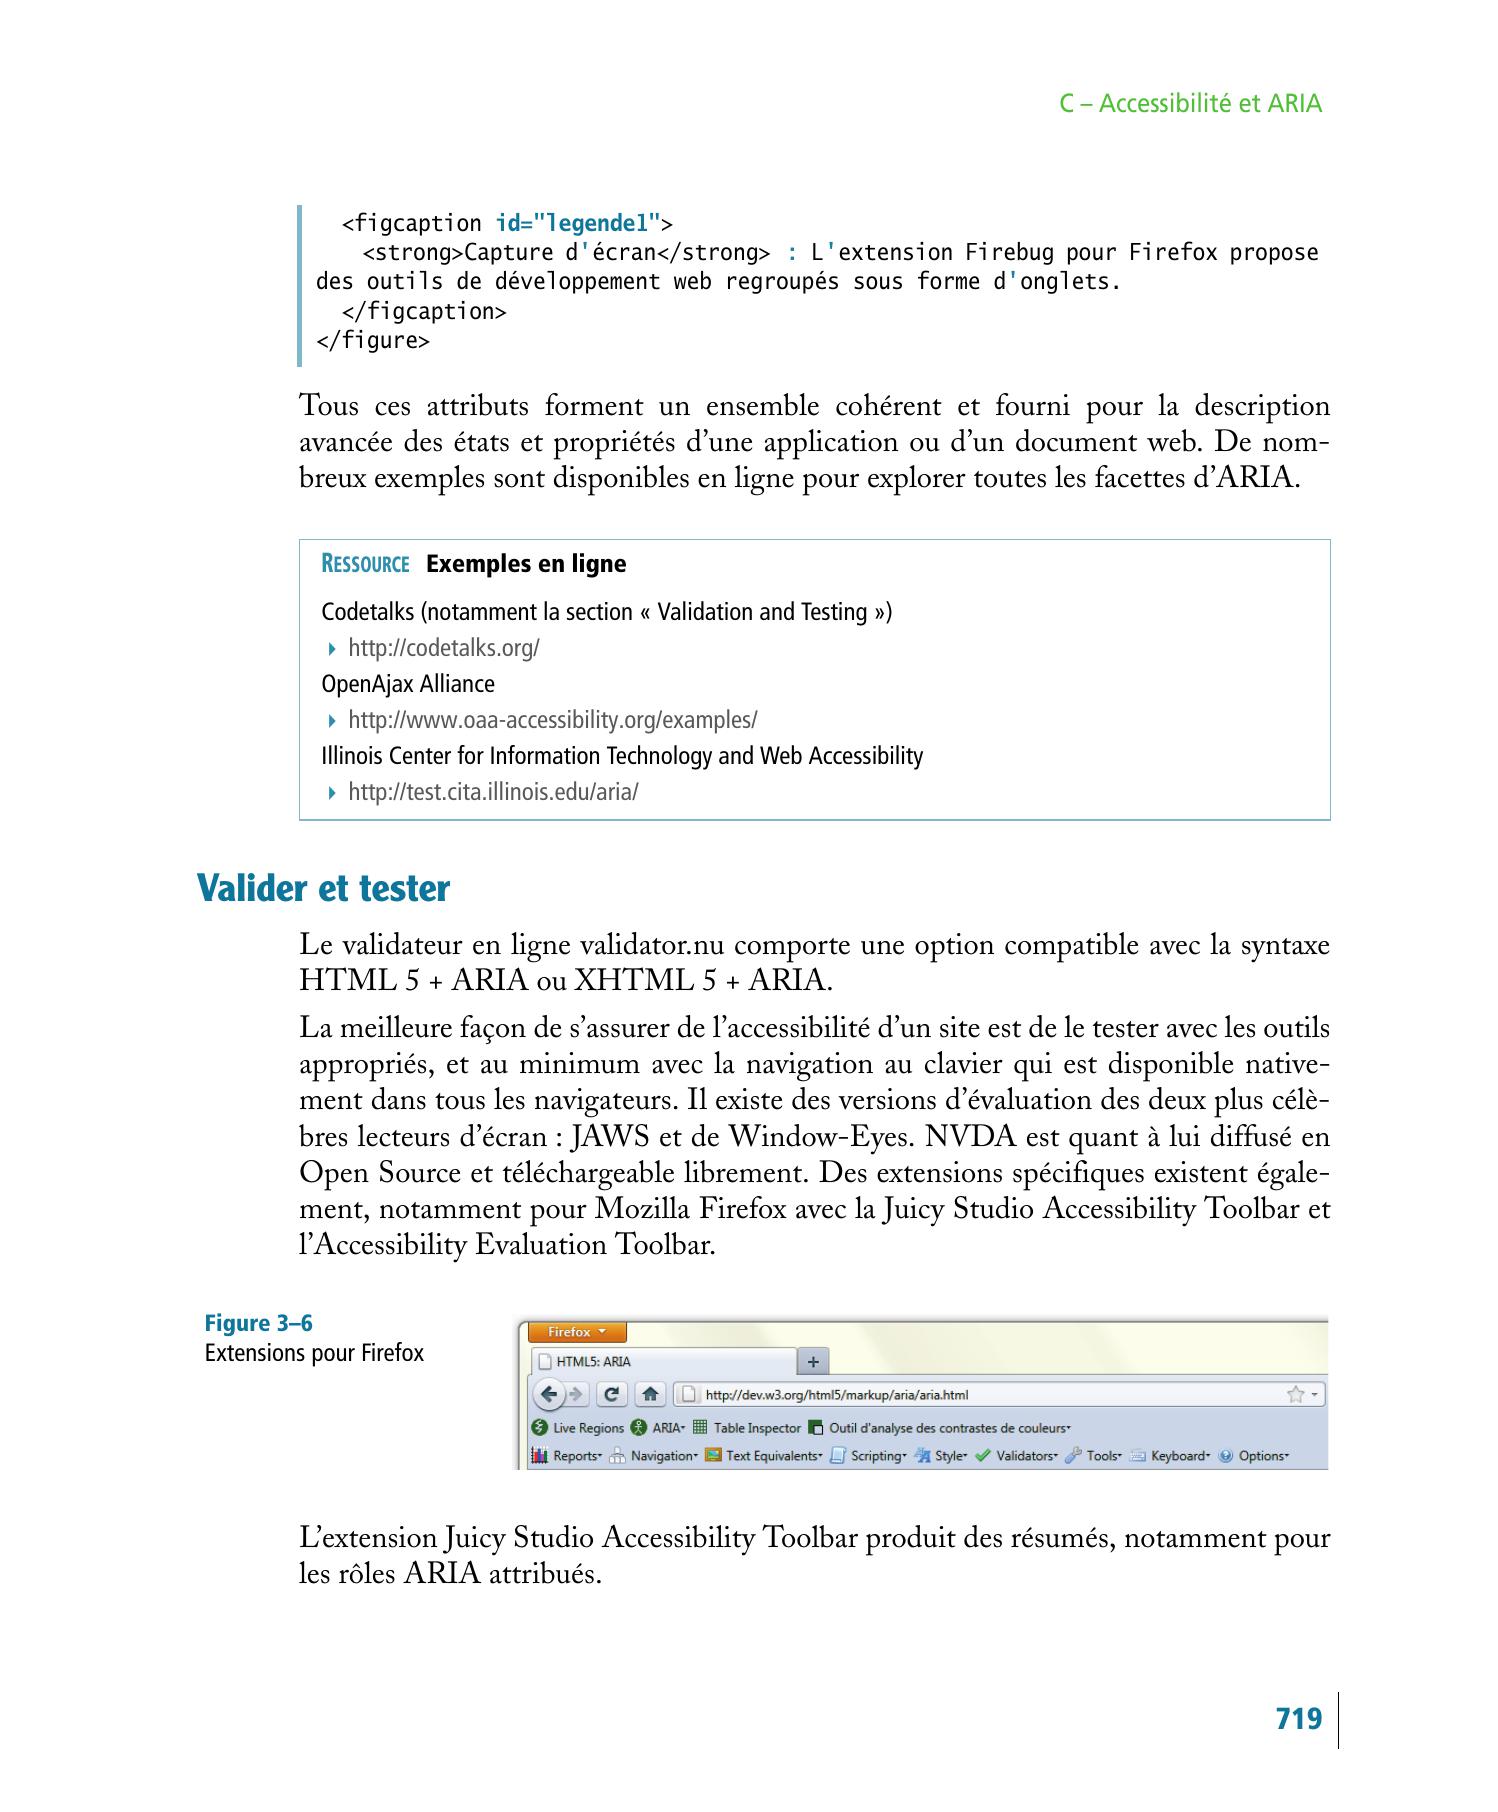 C – Accessibilité et ARIA
<figcaption id="legende1">
<strong>Capture d'écran</strong> : L'extension Firebug pour Firefox propose
des outils de développement web regroupés sous forme d'onglets.
</figcaption>
</figure>
Tous ces attributs forment un ensemble cohérent et fourni pour la description
avancée des états et propriétés d’une application ou d’un document web. De nom-
breux exemples sont disponibles en ligne pour explorer toutes les facettes d’ARIA.
RESSOURCE Exemples en ligne
Codetalks (notamment la section « Validation and Testing »)
http://codetalks.org/
OpenAjax Alliance
http://www.oaa-accessibility.org/examples/
Illinois Center for Information Technology and Web Accessibility
http://test.cita.illinois.edu/aria/
Valider et tester
Le validateur en ligne validator.nu comporte une option compatible avec la syntaxe
HTML 5 + ARIA ou XHTML 5 + ARIA.
La meilleure façon de s’assurer de l’accessibilité d’un site est de le tester avec les outils
appropriés, et au minimum avec la navigation au clavier qui est disponible native-
ment dans tous les navigateurs. Il existe des versions d’évaluation des deux plus célè-
bres lecteurs d’écran : JAWS et de Window-Eyes. NVDA est quant à lui diffusé en
Open Source et téléchargeable librement. Des extensions spécifiques existent égale-
ment, notamment pour Mozilla Firefox avec la Juicy Studio Accessibility Toolbar et
l’Accessibility Evaluation Toolbar.
Figure 3–6
Extensions pour Firefox
Firefox
HTML5: ARIA
http://dev.w3.org/html5/markup/aria/aria.html
Live Regions ARIA Table Inspector Outil d'analyse des contrastes de couleurs
Reports Navigation Text Equivalents Scripting Style Validators Tools Keyboard Options
L’extension Juicy Studio Accessibility Toolbar produit des résumés, notamment pour
les rôles ARIA attribués.
719